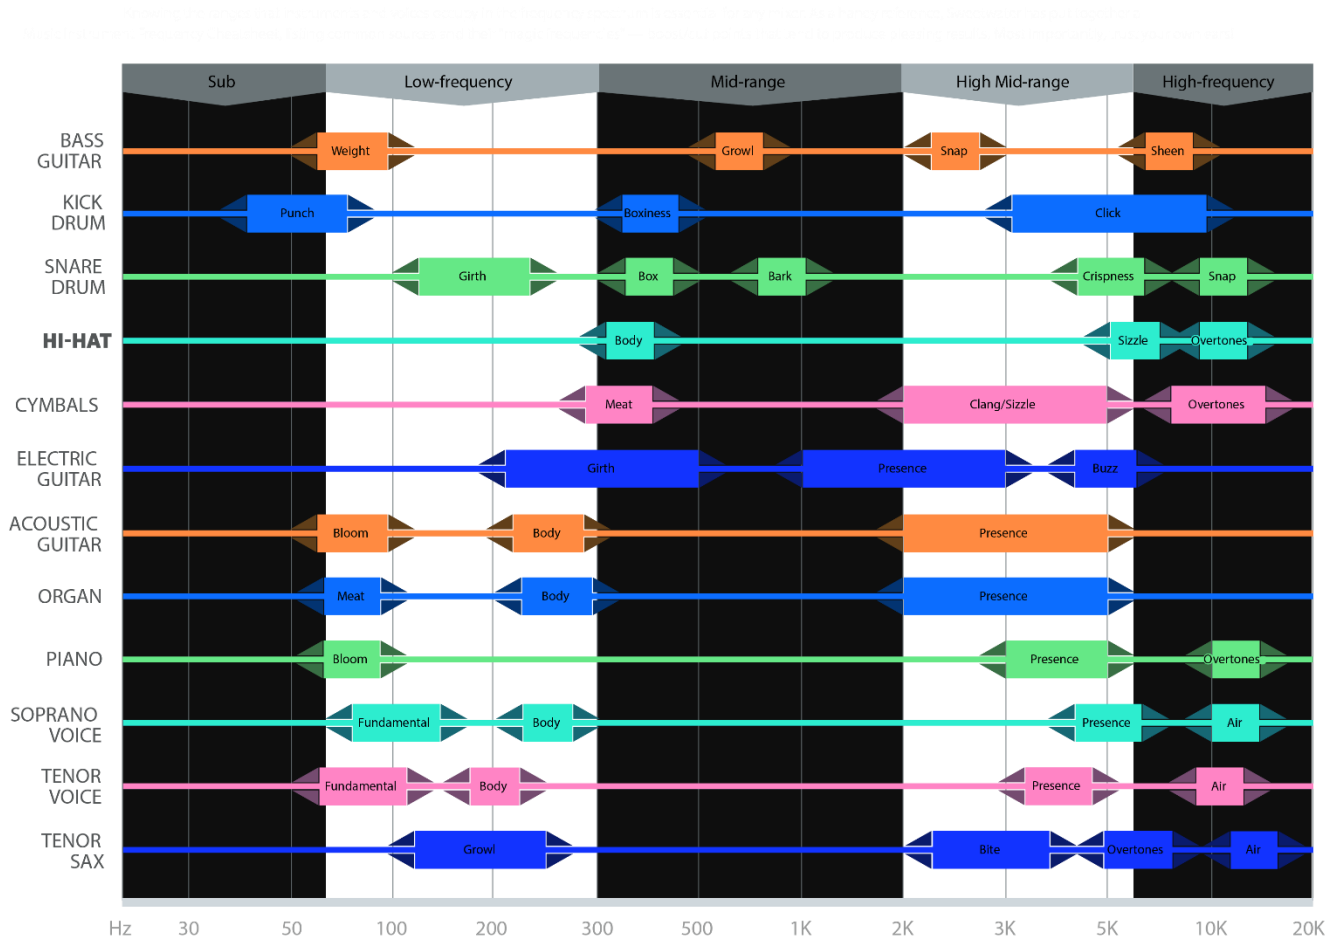 Sub Low-frequency Mid-range High Mid-range High-frequency
BASS
GUITAR
Weight Growl Snap Sheen
KICK
DRUM
Punch Boxiness Click
SNARE
DRUM
Girth Box Bark Crispness Snap
HI-HAT
Body Sizzle Overtones
CYMBALS
Meat Clang/Sizzle Overtones
ELECTRIC
GUITAR
Girth Presence Buzz
ACOUSTIC
GUITAR
Bloom Body Presence
ORGAN
Meat Body Presence
PIANO
Bloom Presence Overtones
SOPRANO
VOICE
Fundamental Body Presence Air
TENOR
VOICE
Fundamental Body Presence Air
TENOR
SAX
Growl Bite Overtones Air
Hz 30 50 100 200 300 500 1K 2K 3K 5K 10K 20K